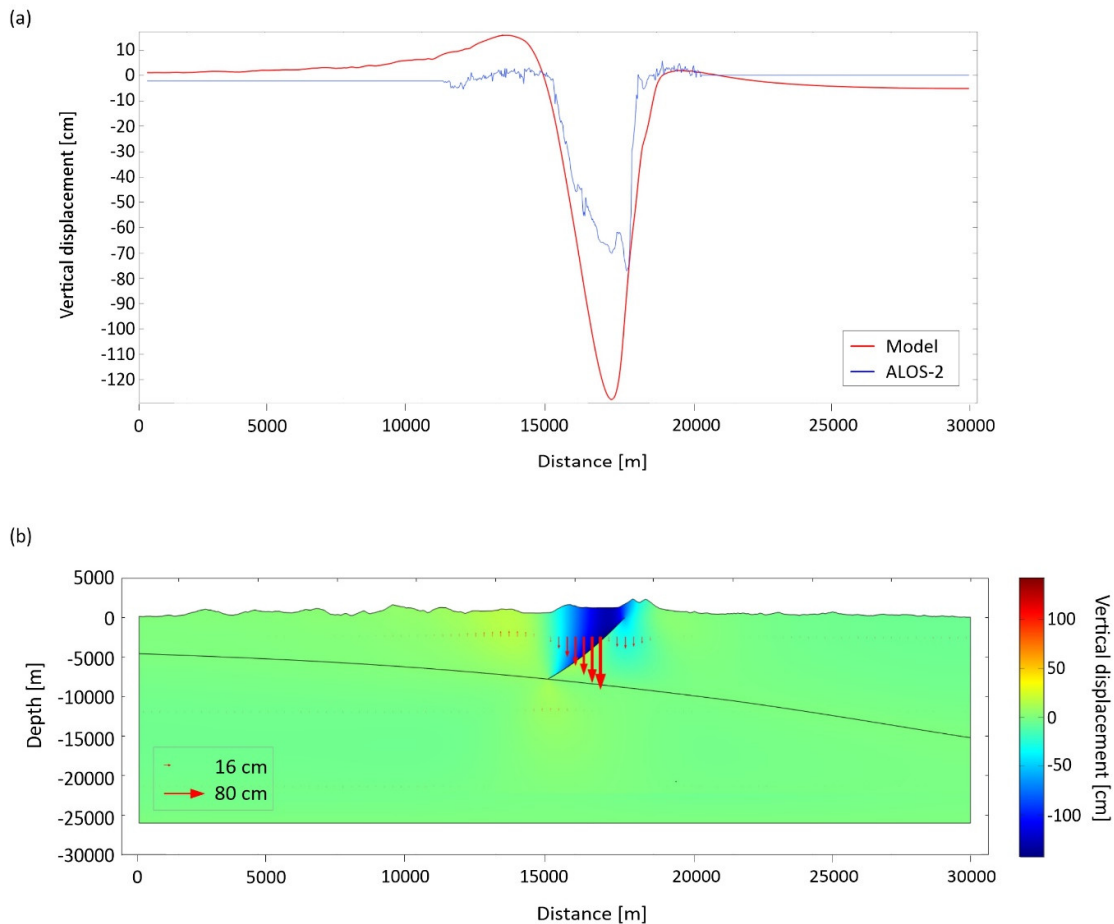 (a)
Vertical displacement [cm]
10
0
-10
-20
-30
-40
-50
-60
-70
-80
-90
-100
-110
-120
Model
ALOS-2
0 5000 10000 15000 20000 25000 30000
Distance [m]
(b)
Depth [m]
5000
0
-5000
-10000
-15000
-20000
-25000
-30000
16 cm
80 cm
0 5000 10000 15000 20000 25000 30000
Distance [m]
100
50
0
-50
-100
Vertical displacement [cm]